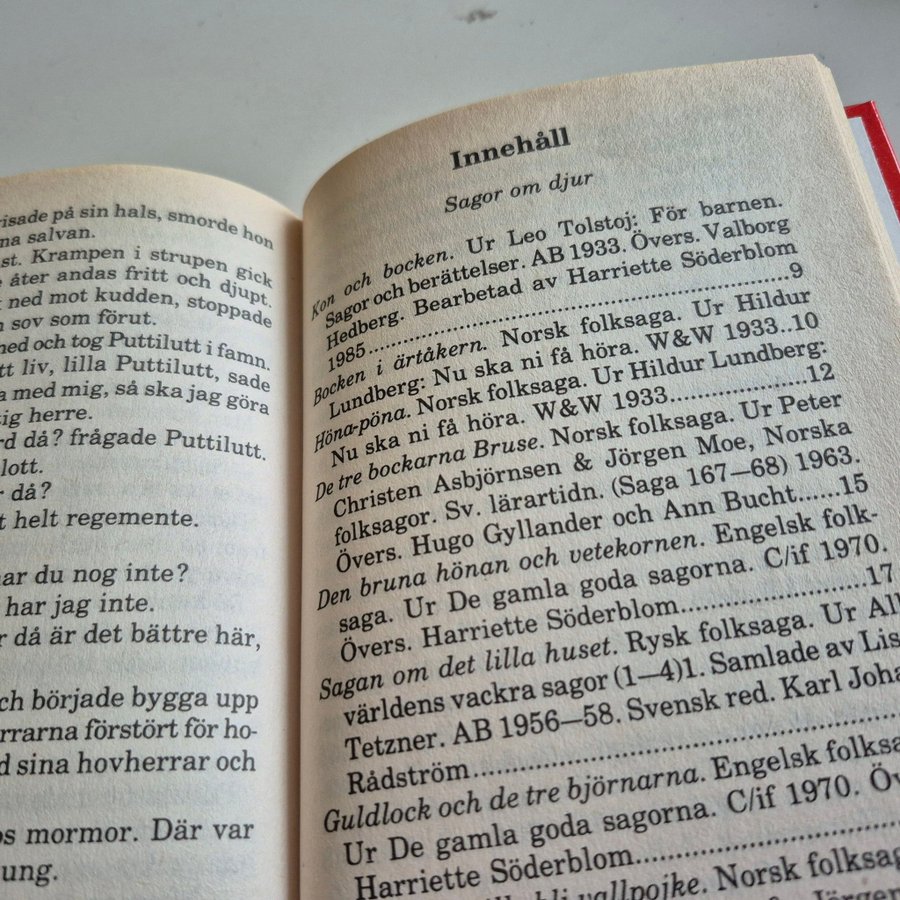 på sin hals, smorde hon
na salvan.
Krampen i strupen gick
åter andas fritt och djupt.
ned mot kudden, stoppade
sov som förut.
och tog Puttilutt i famn.
liv, lilla Puttilutt, sade
med mig, så ska jag göra
herre.
då? frågade Puttilutt.
då?
helt regemente.
har du nog inte?
har jag inte.
då är det bättre här,
och började bygga upp
förstört för ho-
sina hovherrar och
mormor. Där var
Innehåll
Sagor om djur
Kon och bocken. Ur Leo Tolstoj: För barnen.
Sagor och berättelser. AB 1933. Övers. Valborg
Hedberg. Bearbetad av Harriette Söderblom
1985..........9
Bocken i ärtåkern. Norsk folksaga. Ur Hildur
Lundberg: Nu ska ni få höra. W&W 1933..10
Höna-pöna. Norsk folksaga. Ur Hildur Lundberg:
Nu ska ni få höra. W&W 1933..........12
De tre bockarna Bruse. Norsk folksaga. Ur Peter
Christen Asbjörnsen & Jörgen Moe, Norska
folksagor. Sv. lärartidn. (Saga 167—68) 1963.
Övers. Hugo Gyllander och Ann Bucht......15
Den bruna hönan och vetekornen. Engelsk folk-
saga. Ur De gamla goda sagorna. C/if 1970.
Övers. Harriette Söderblom..........17
Sagan om det lilla huset. Rysk folksaga. Ur All
världens vackra sagor (1—4)1. Samlade av Lis
Tetzner. AB 1956—58. Svensk red. Karl Joha
Rådström..........
Guldlock och de tre björnarna. Engelsk folksa
Ur De gamla goda sagorna. C/if 1970. Öv
Harriette Söderblom..........
bli vallpojke. Norsk folksag
Jörgen